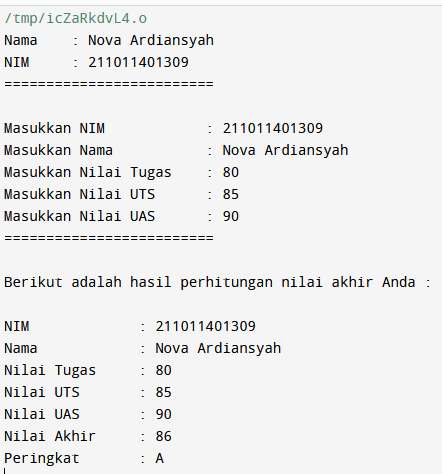 /tmp/icZaRkdvL4.o
Nama     : Nova Ardiansyah
NIM      : 211011401309
=========================
Masukkan NIM            : 211011401309
Masukkan Nama           : Nova Ardiansyah
Masukkan Nilai Tugas    : 80
Masukkan Nilai UTS      : 85
Masukkan Nilai UAS      : 90
=========================
Berikut adalah hasil perhitungan nilai akhir Anda :
NIM             : 211011401309
Nama            : Nova Ardiansyah
Nilai Tugas     : 80
Nilai UTS       : 85
Nilai UAS       : 90
Nilai Akhir     : 86
Peringkat       : A